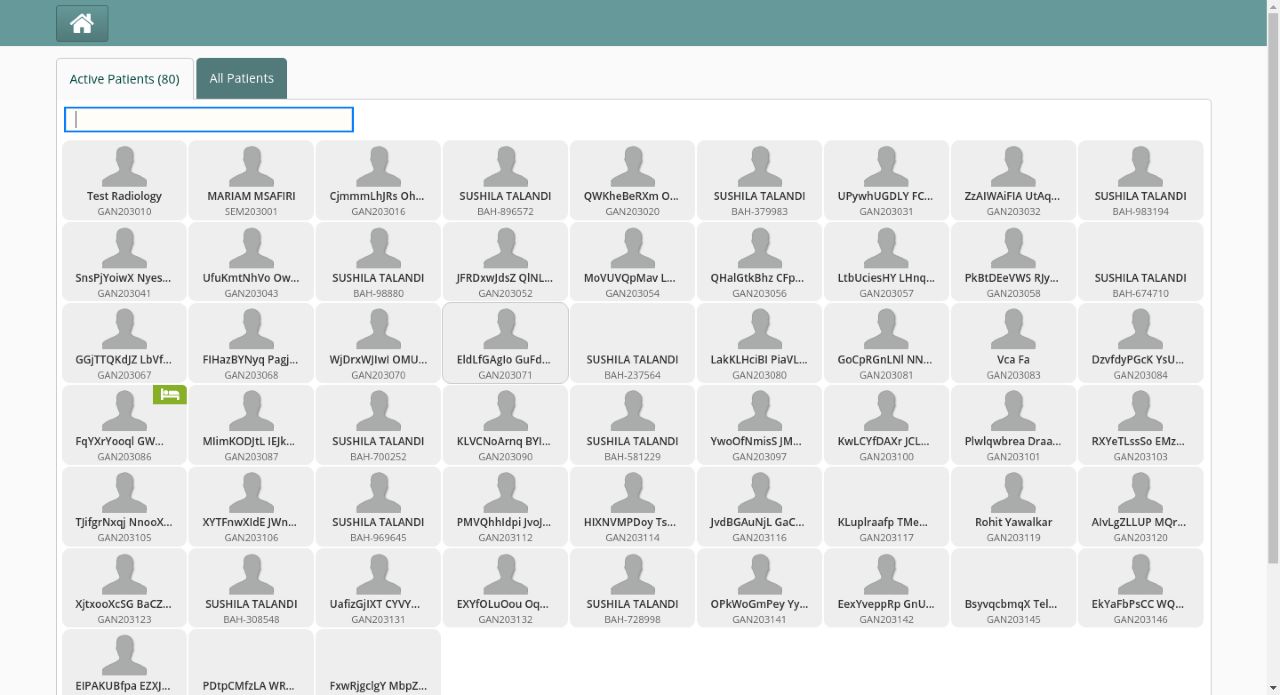 Active Patients (80)
All Patients
Test Radiology MARIAM MSAFIRI CjmmmLhJRs Oh... SUSHILA TALANDI QWKheBeRXm O... SUSHILA TALANDI UPywhUGDLY FC... ZzAIWAiFIA UtAq... SUSHILA TALANDI
GAN203010 SEM203001 GAN203016 BAH-896572 GAN203020 BAH-379983 GAN203031 GAN203032 BAH-983194
SnsPjYoiwX Nyes... UfuKmtNhVo Ow... SUSHILA TALANDI JFRDxwJdsZ QlNL... MoVUVQpMav L... QHalGtkBhz CFp... LtbUciesHY LHnq... PkBtDEeVWS RJy... SUSHILA TALANDI
GAN203041 GAN203043 BAH-98880 GAN203052 GAN203054 GAN203056 GAN203057 GAN203058 BAH-674710
GGjTTQKdJZ LbVf... FIHazBYNyq Pagj... WjDrxWJIwI OMU... EldLfGAgIo GuFd... SUSHILA TALANDI LakKLHciBI PiaVL... GoCpRGnLNl NN... Vca Fa DzvfdyPGcK YsU...
GAN203067 GAN203068 GAN203070 GAN203071 BAH-237564 GAN203080 GAN203081 GAN203083 GAN203084
FqYXrYooql GW... MIimKODJtL IEJk... SUSHILA TALANDI KLVCNoArnq BYI... SUSHILA TALANDI YwoOfNmisS JM... KwLCYfDAXr JCL... Plwlqwbrea Draa... RXYeTLssSo EMz...
GAN203086 GAN203087 BAH-700252 GAN203090 BAH-581229 GAN203097 GAN203100 GAN203101 GAN203103
TJifgrNxqj NnooX... XYTFnwXIdE JWn... SUSHILA TALANDI PMVQhhIdpi JvoJ... HIXNVMPDoy Ts... JvdBGAuNjL GaC... KLuplraafp TMe... Rohit Yawalkar AIvLgZLLUP MQr...
GAN203105 GAN203106 BAH-969645 GAN203112 GAN203114 GAN203116 GAN203117 GAN203119 GAN203120
XjtxooXcSG BaCZ... SUSHILA TALANDI UafizGjIXT CYVY... EXYfOLuOou Oq... SUSHILA TALANDI OPkWoGmPey Yy... EexYveppRp GnU... BsyvqcbmqX Tel... EkYaFbPsCC WQ...
GAN203123 BAH-308548 GAN203131 GAN203132 BAH-728998 GAN203141 GAN203142 GAN203145 GAN203146
EIPAKUBfpa EZXJ... PDtpCMfzLA WR... FxwRjgclgY MbpZ...